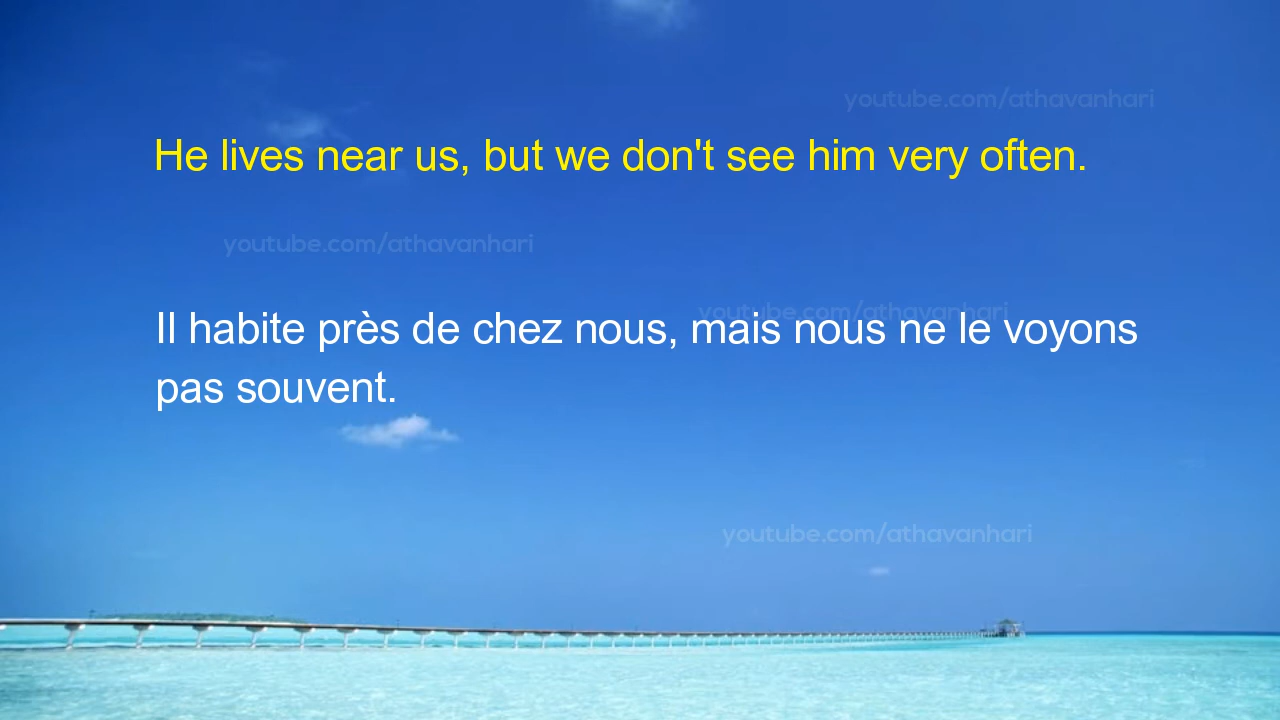 youtube.com/athavanhari
He lives near us, but we don't see him very often.
youtube.com/athavanhari
youtube.com/athavanhari
Il habite près de chez nous, mais nous ne le voyons
pas souvent.
youtube.com/athavanhari